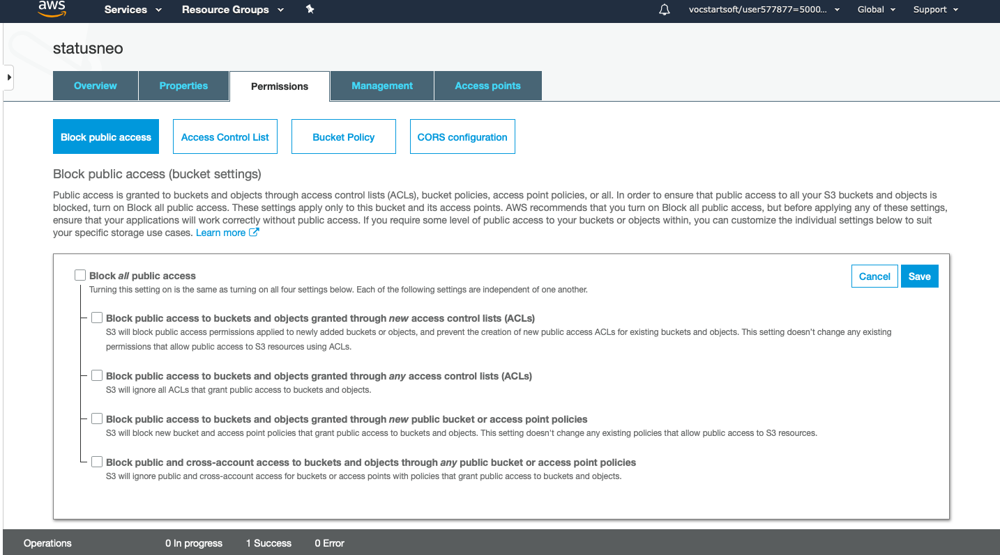 aws Services Resource Groups vocstartsoft/user577877=5000... Global Support
statusneo
Overview Properties Permissions Management Access points
Block public access Access Control List Bucket Policy CORS configuration
Block public access (bucket settings)
Public access is granted to buckets and objects through access control lists (ACLs), bucket policies, access point policies, or all. In order to ensure that public access to all your S3 buckets and objects is
blocked, turn on Block all public access. These settings apply only to this bucket and its access points. AWS recommends that you turn on Block all public access, but before applying any of these settings,
ensure that your applications will work correctly without public access. If you require some level of public access to your buckets or objects within, you can customize the individual settings below to suit
your specific storage use cases. Learn more
Block all public access
Cancel Save
Turning this setting on is the same as turning on all four settings below. Each of the following settings are independent of one another.
Block public access to buckets and objects granted through new access control lists (ACLs)
S3 will block public access permissions applied to newly added buckets or objects, and prevent the creation of new public access ACLs for existing buckets and objects. This setting doesn't change any existing
permissions that allow public access to S3 resources using ACLs.
Block public access to buckets and objects granted through any access control lists (ACLs)
S3 will ignore all ACLs that grant public access to buckets and objects.
Block public access to buckets and objects granted through new public bucket or access point policies
S3 will block new bucket and access point policies that grant public access to buckets and objects. This setting doesn't change any existing policies that allow public access to S3 resources.
Block public and cross-account access to buckets and objects through any public bucket or access point policies
S3 will ignore public and cross-account access for buckets or access points with policies that grant public access to buckets and objects.
Operations 0 In progress 1 Success 0 Error